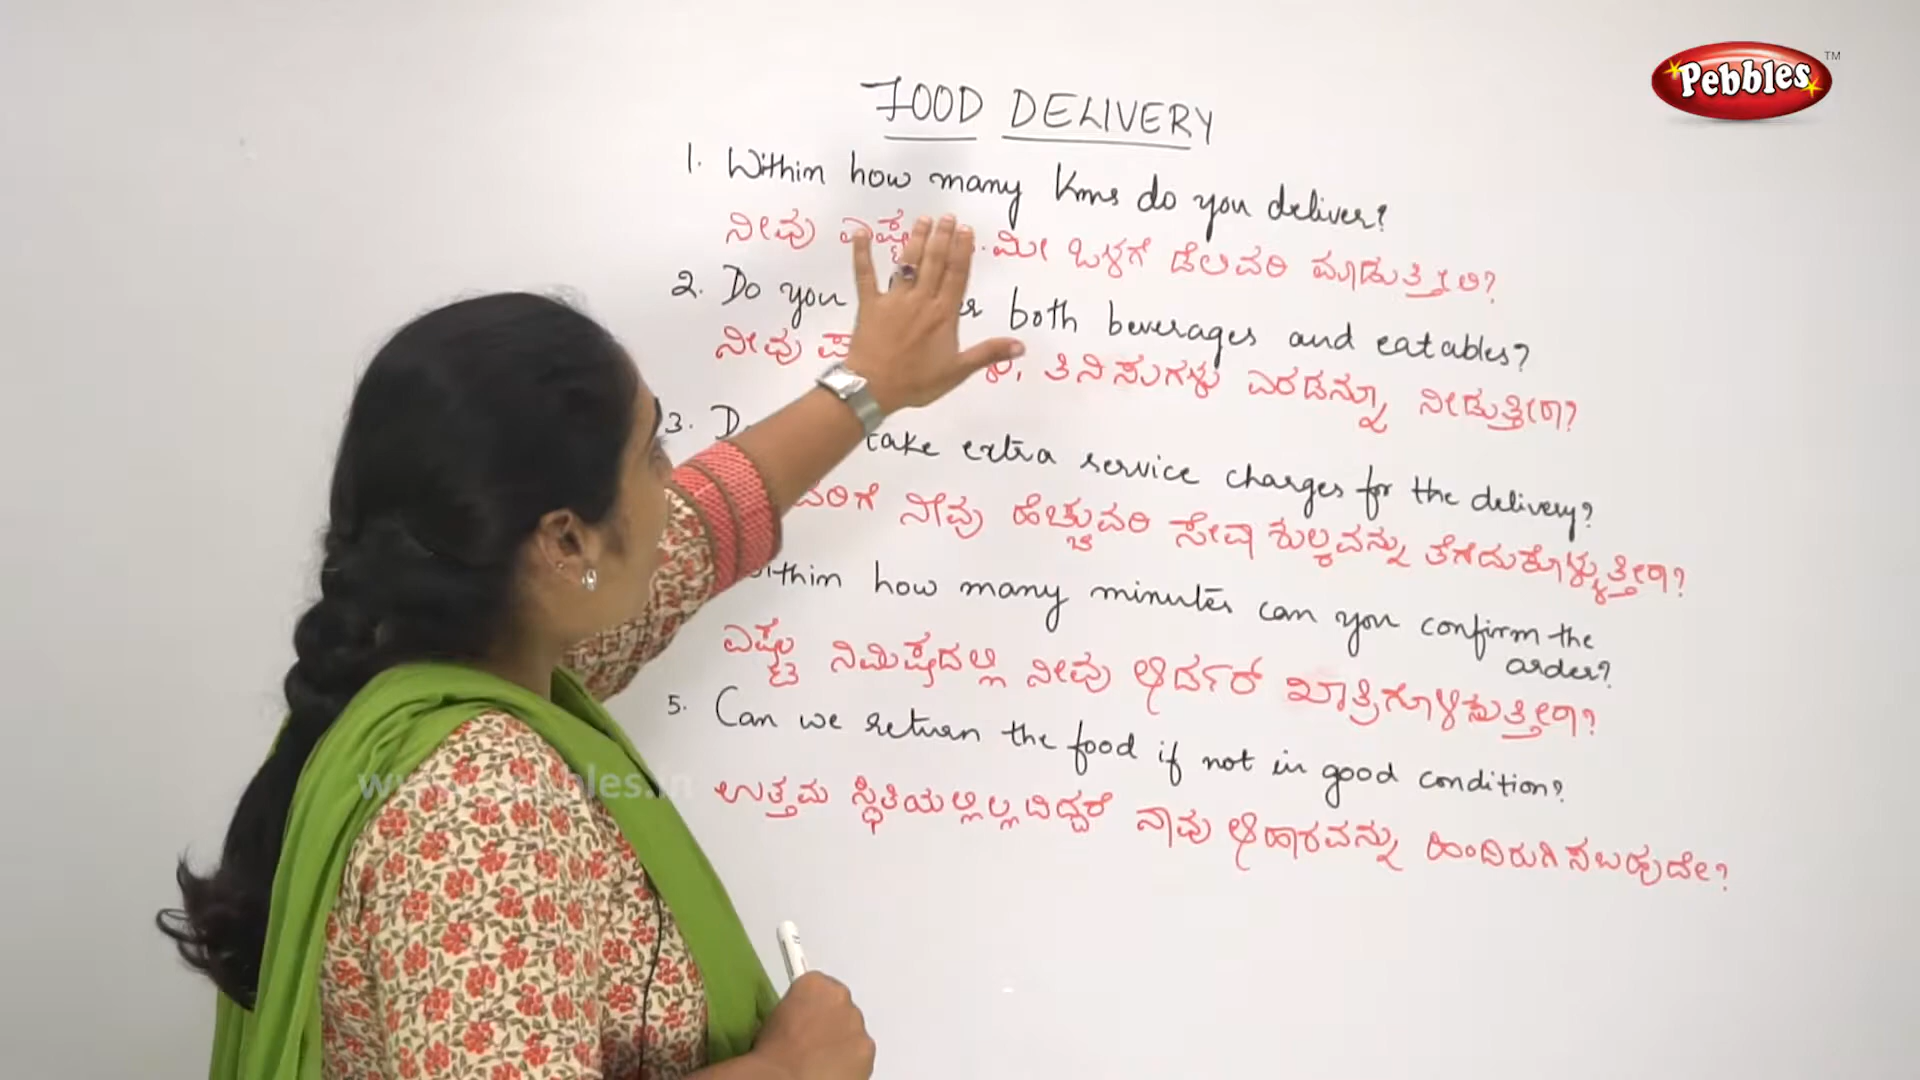 Pebbles TM
FOOD DELIVERY
1. Within how many Kms do you deliver?
ನೀವು .ಮೀ ಒಳಗೆ ಡೆಲಿವರಿ ಮಾಡುತ್ತೀರಿ?
2. Do you both beverages and eatables?
ನೀವು ತಿನಿಸುಗಳು ಎರಡನ್ನೂ ನೀಡುತ್ತೀರಾ?
3. take extra service charges for the delivery?
ನೀವು ಹೆಚ್ಚುವರಿ ಸೇವಾ ಶುಲ್ಕವನ್ನು ತೆಗೆದುಕೊಳ್ಳುತ್ತೀರಾ?
how many minutes can you confirm the
order?
ಎಷ್ಟು ನಿಮಿಷದಲ್ಲಿ ನೀವು ಆರ್ಡರ್ ಖಾತ್ರಿಗೊಳಿಸುತ್ತೀರಾ?
5. Can we return the food if not in good condition?
ಉತ್ತಮ ಸ್ಥಿತಿಯಲ್ಲಿಲ್ಲದಿದ್ದರೆ ನಾವು ಆಹಾರವನ್ನು ಹಿಂದಿರುಗಿಸಬಹುದೇ?